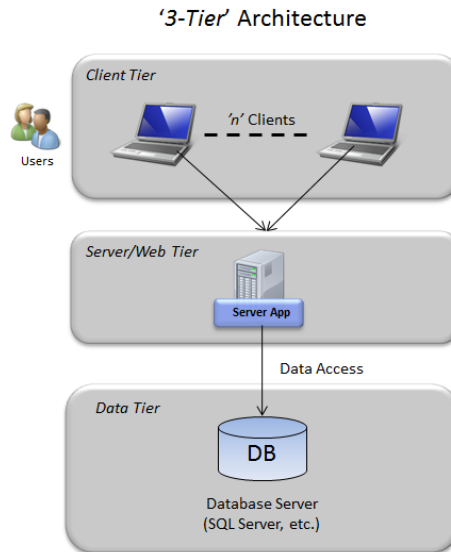 ‘3-Tier’ Architecture
Client Tier
‘n’ Clients
Users
Server/Web Tier
Server App
Data Access
Data Tier
DB
Database Server
(SQL Server, etc.)